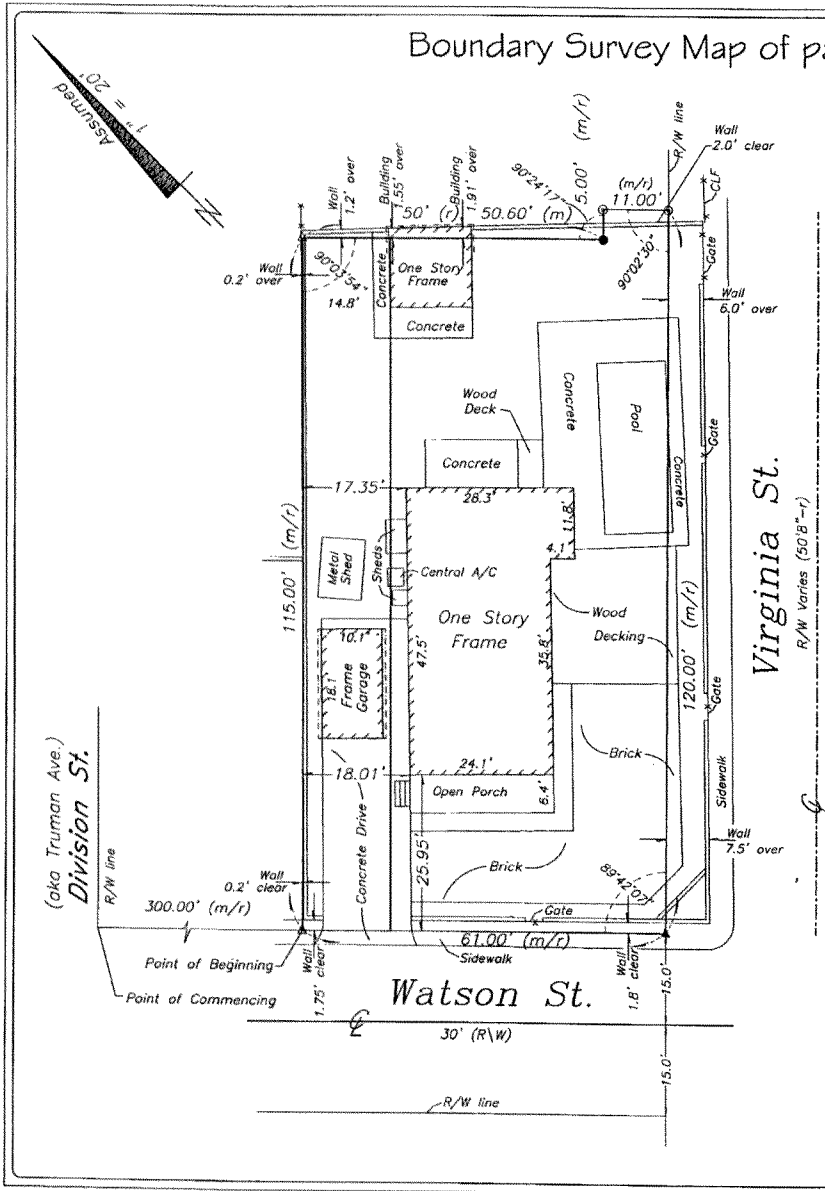 Boundary Survey Map of pa
Assumed
1" = 20'
N
Wall
1.2' over
Building
1.55' over
Building
1.91' over
50' (r)
50.60' (m)
90°24'17"
5.00' (m/r)
(m/r)
11.00'
R/W line
Wall
2.0' clear
CLF
Wall
0.2' over
90°03'54"
14.8'
Concrete
One Story
Frame
Concrete
90°02'30"
Gate
Wall
6.0' over
Wood
Deck
Concrete
Pool
Concrete
Gate
Concrete
17.35'
28.3'
11.8'
4.1'
115.00' (m/r)
Metal
Shed
Sheds
Central A/C
One Story
Frame
47.5'
35.8'
Wood
Decking
120.00' (m/r)
Virginia St.
R/W Varies (50'8"-r)
10.1'
18.1'
Frame
Garage
Gate
Brick
Sidewalk
(aka Truman Ave.)
Division St.
R/W line
18.01'
24.1'
Open Porch
6.4'
Concrete Drive
25.95'
Brick
Wall
7.5' over
89°42'07"
Wall
0.2' clear
300.00' (m/r)
Gate
61.00' (m/r)
Sidewalk
Point of Beginning
Point of Commencing
Wall
1.75' clear
Wall
1.8' clear
15.0'
Watson St.
30' (R\W)
15.0'
R/W line